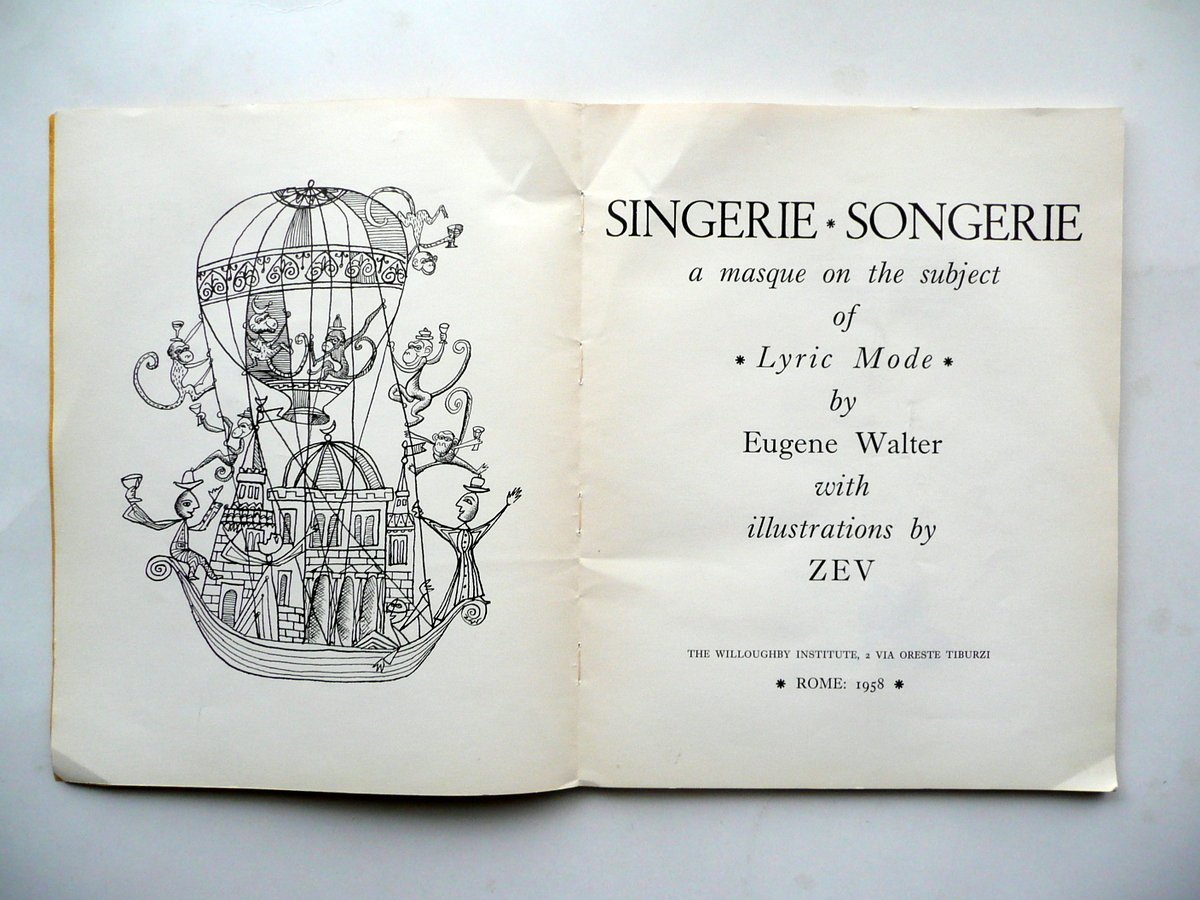 SINGERIE * SONGERIE
a masque on the subject
of
* Lyric Mode *
by
Eugene Walter
with
illustrations by
ZEV
THE WILLOUGHBY INSTITUTE, 2 VIA ORESTE TIBURZI
* ROME: 1958 *